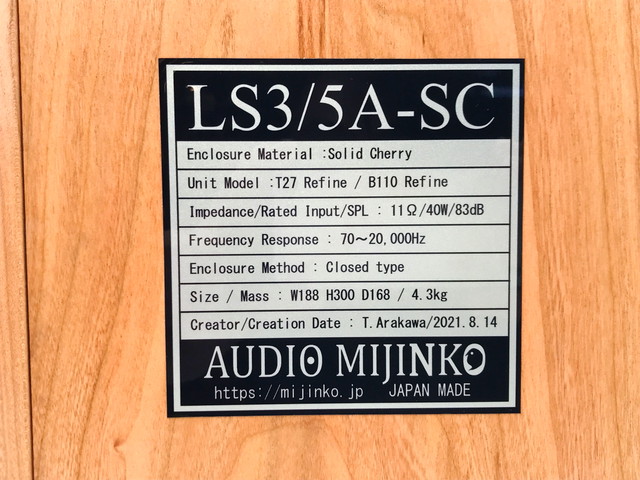 LS3/5A-SC
Enclosure Material :Solid Cherry
Unit Model :T27 Refine / B110 Refine
Impedance/Rated Input/SPL : 11Ω/40W/83dB
Frequency Response : 70～20,000Hz
Enclosure Method : Closed type
Size / Mass : W188 H300 D168 / 4.3kg
Creator/Creation Date : T.Arakawa/2021.8.14
AUDIO MIJINKO
https://mijinko.jp JAPAN MADE